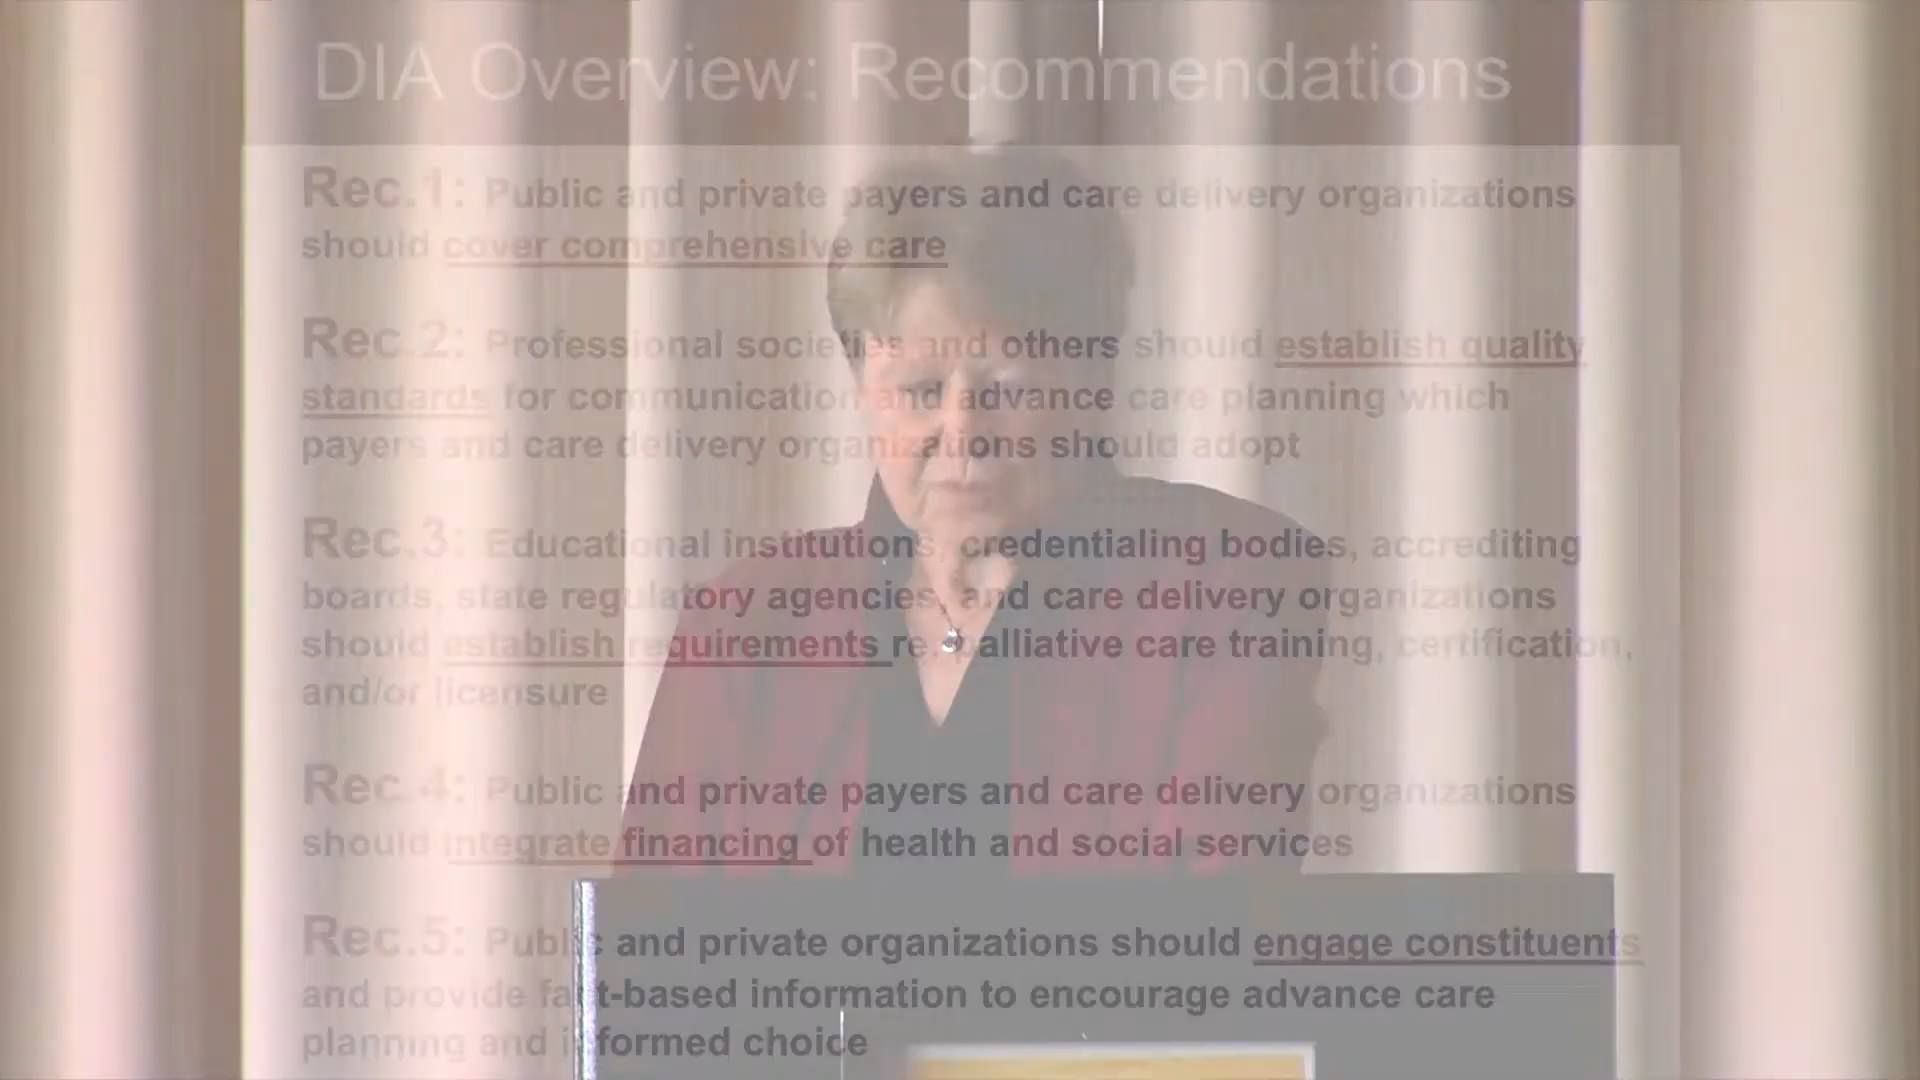 DIA Overview: Recommendations
Rec.1: Public and private payers and care delivery organizations
should cover comprehensive care
Rec.2: Professional societies and others should establish quality
standards for communication and advance care planning which
payers and care delivery organizations should adopt
Rec.3: Educational institutions, credentialing bodies, accrediting
boards, state regulatory agencies, and care delivery organizations
should establish requirements re. palliative care training, certification,
and/or licensure
Rec.4: Public and private payers and care delivery organizations
should integrate financing of health and social services
Rec.5: Public and private organizations should engage constituents
and provide fact-based information to encourage advance care
planning and informed choice